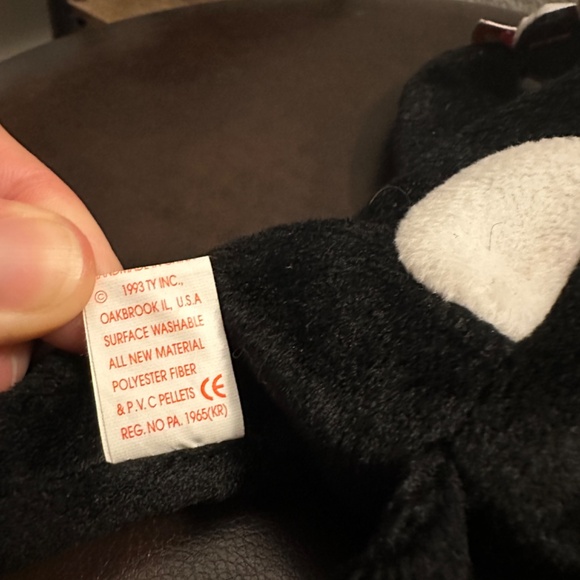 © 1993 TY INC.,
OAKBROOK IL, U.S.A
SURFACE WASHABLE
ALL NEW MATERIAL
POLYESTER FIBER
& P.V.C PELLETS CE
REG. NO PA. 1965(KR)